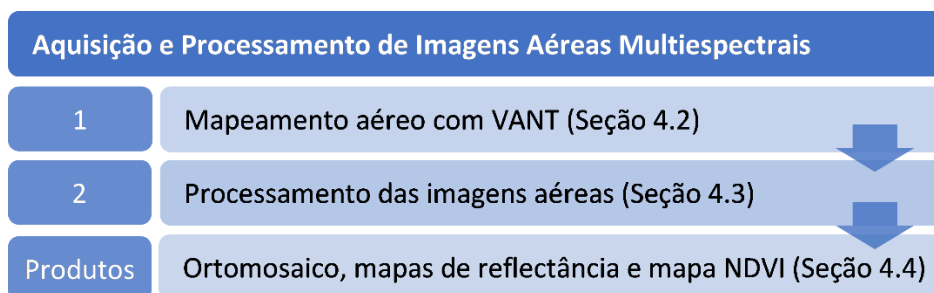 Aquisição e Processamento de Imagens Aéreas Multiespectrais
1 Mapeamento aéreo com VANT (Seção 4.2)
2 Processamento das imagens aéreas (Seção 4.3)
Produtos Ortomosaico, mapas de reflectância e mapa NDVI (Seção 4.4)